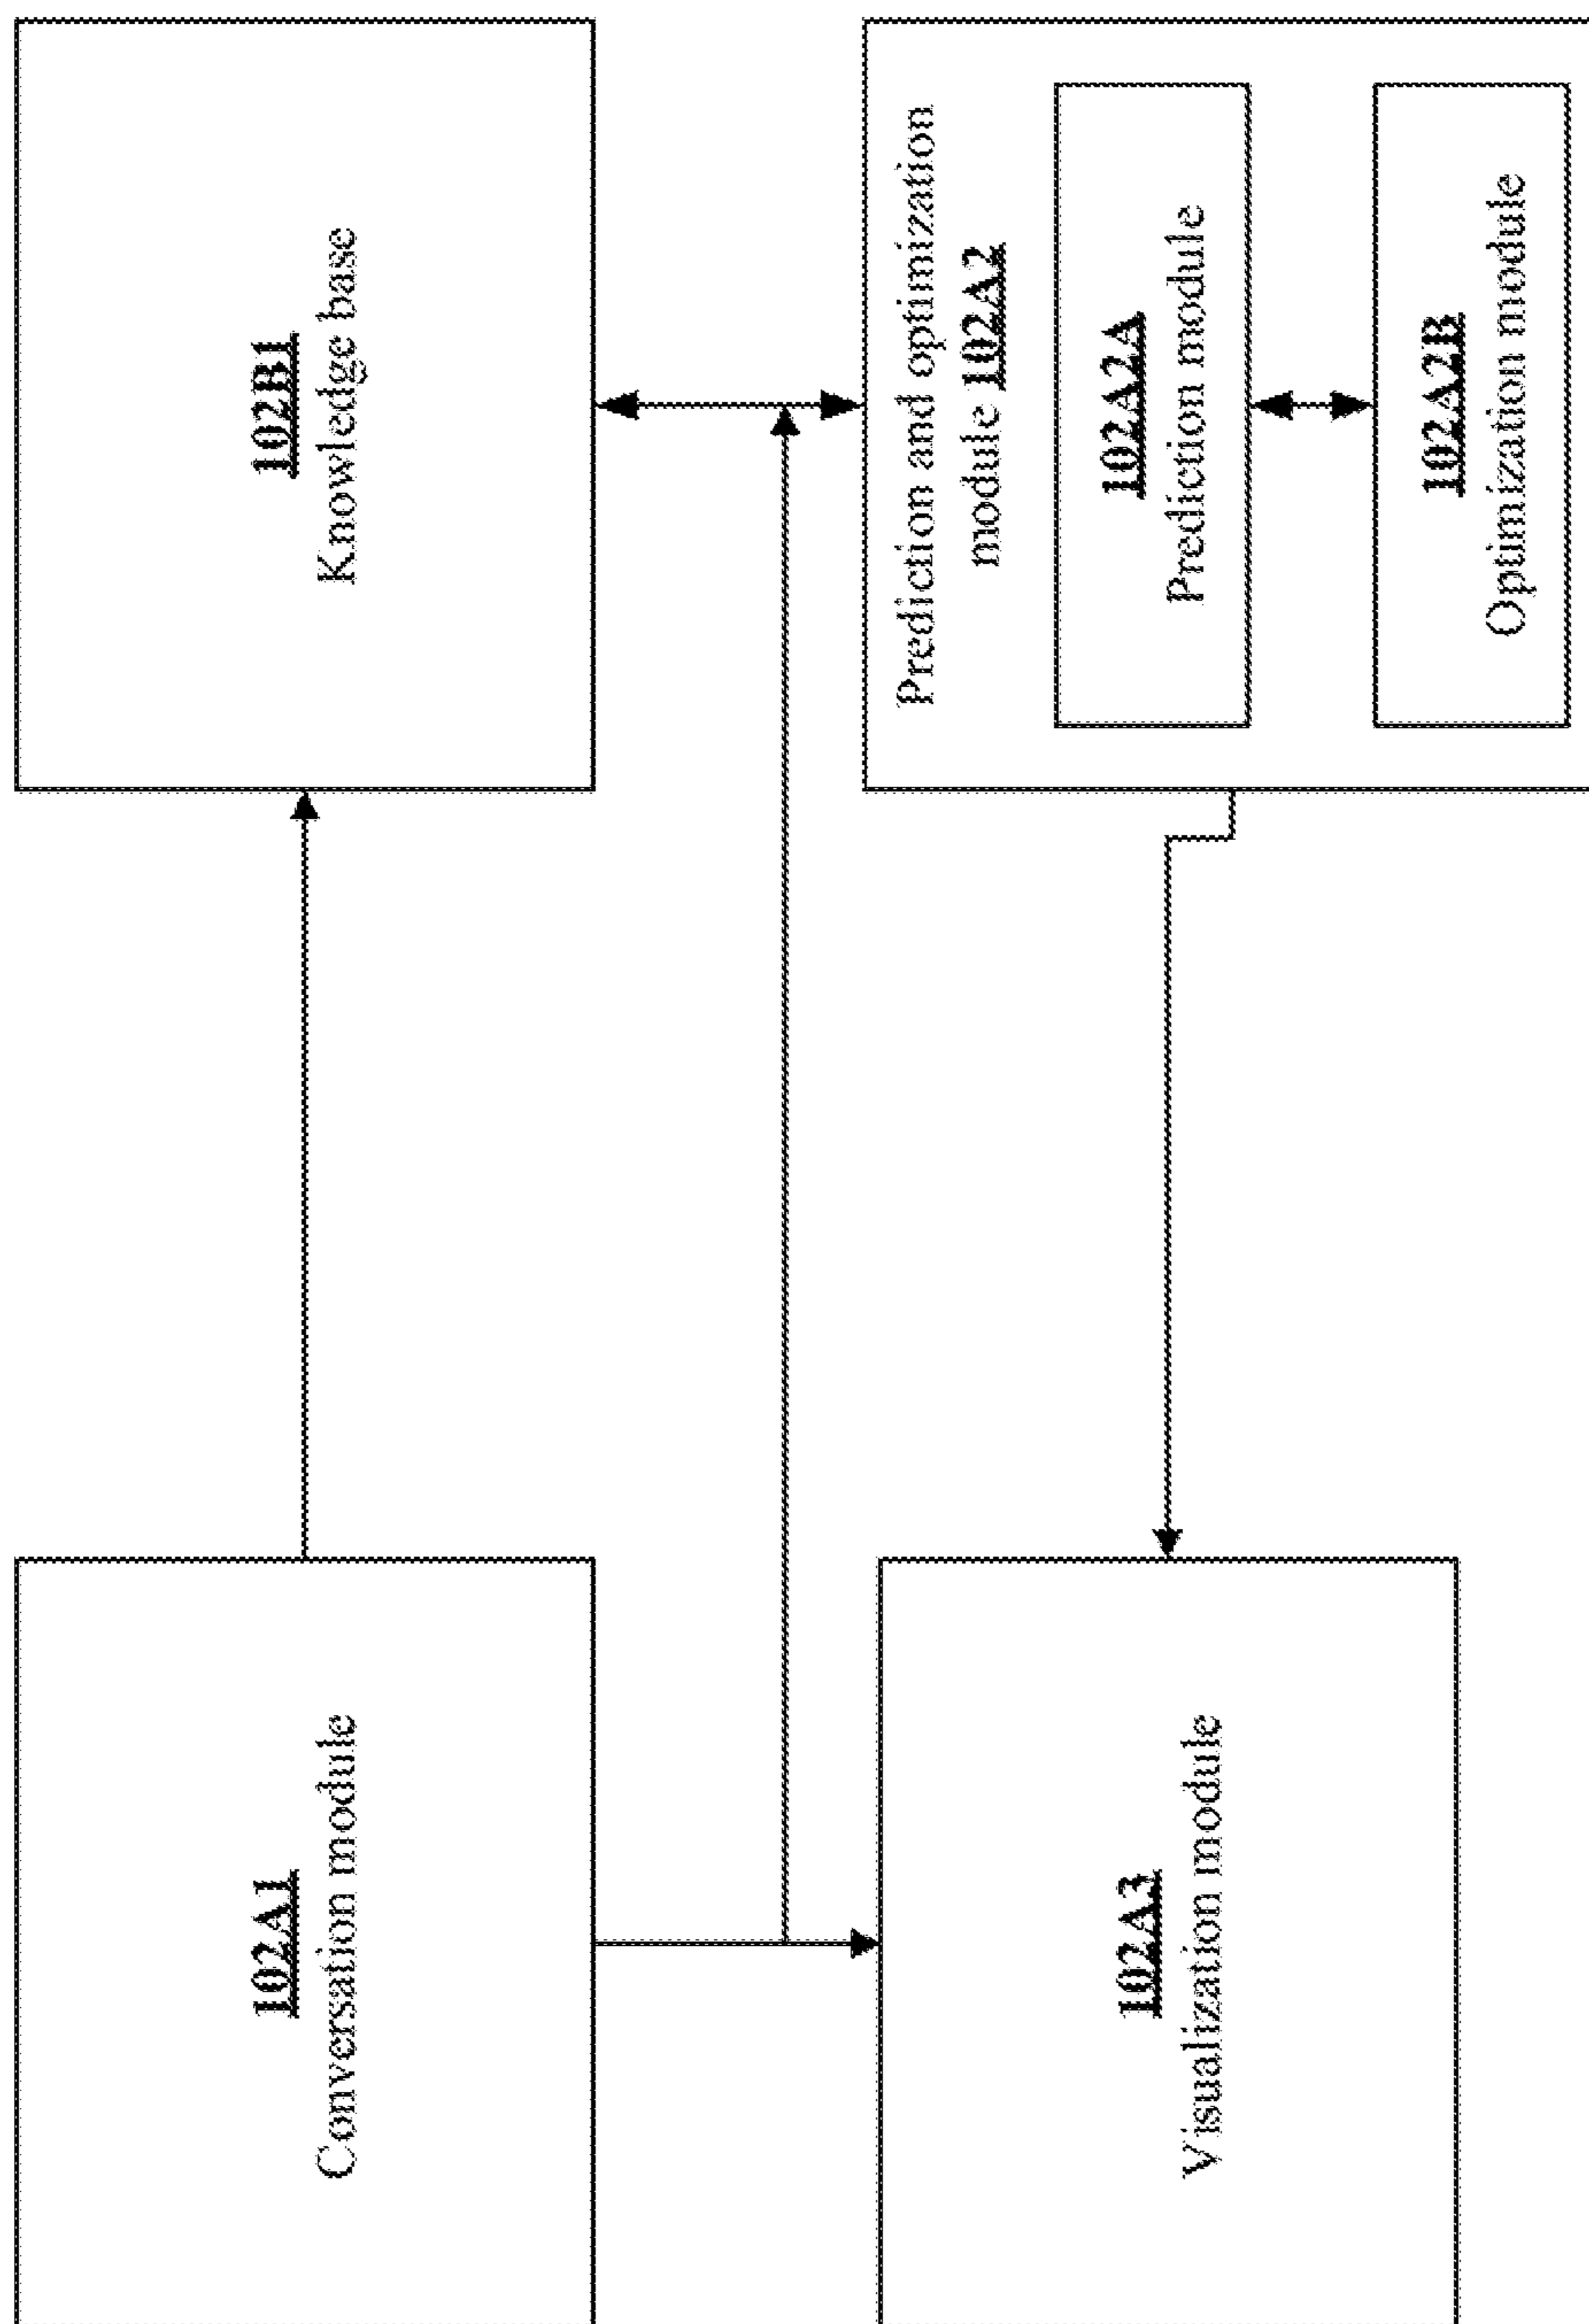 102A1
Conversation module
102B1
Knowledge base
102A3
Visualization module
Prediction and optimization
module 102A2
102A2A
Prediction module
102A2B
Optimization module